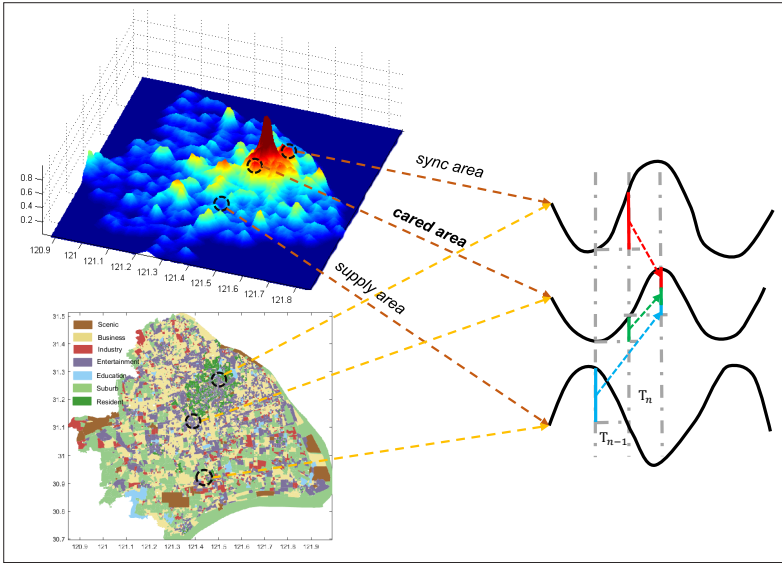 0.8
0.6
0.4
0.2
120.9
121
121.1
121.2
121.3
121.4
121.5
121.6
121.7
121.8
sync area
cared area
supply area
31.5
31.4
31.3
31.2
31.1
31
30.9
30.8
30.7
Scenic
Business
Industry
Entertainment
Education
Suburb
Resident
120.9 121 121.1 121.2 121.3 121.4 121.5 121.6 121.7 121.8 121.9
Tₙ
Tₙ₋₁